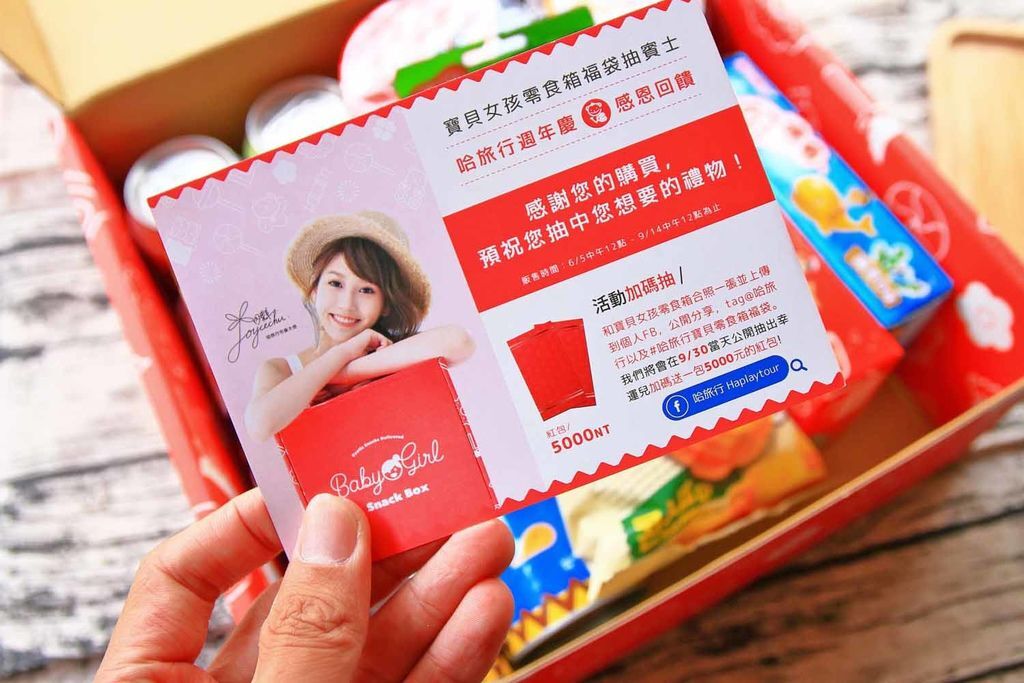 寶貝女孩零食箱福袋抽賓士
哈旅行週年慶 感恩回饋
感謝您的購買,
預祝您抽中您想要的禮物!
販售時間:6/5中午12點 - 9/14中午12點為止
活動加碼抽/
和寶貝女孩零食箱合照一張並上傳
到個人FB,公開分享,tag@哈旅
行以及#哈旅行寶貝零食箱福袋。
我們將會在9/30當天公開抽出幸
運兒加碼送一包5000元的紅包!
紅包/
5000NT
哈旅行 Haplaytour
Joycechu
Baby Girl
Snack Box